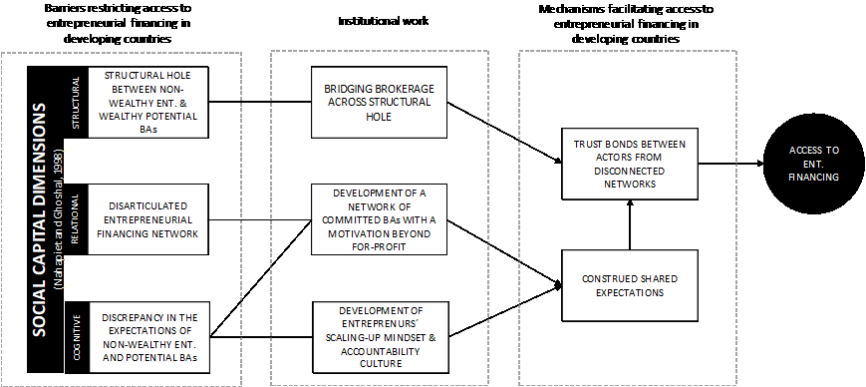 Barriers restricting access to
entrepreneurial financing in
developing countries
Institutional work
Mechanisms facilitating access to
entrepreneurial financing in
developing countries
SOCIAL CAPITAL DIMENSIONS
(Nahapiet and Ghoshal, 1998)
STRUCTURAL
STRUCTURAL HOLE
BETWEEN NON-
WEALTHY ENT. &
WEALTHY POTENTIAL
BAs
BRIDGING BROKERAGE
ACROSS STRUCTURAL
HOLE
TRUST BONDS BETWEEN
ACTORS FROM
DISCONNECTED
NETWORKS
ACCESS TO
ENT.
FINANCING
RELATIONAL
DISARTICULATED
ENTREPRENEURIAL
FINANCING NETWORK
DEVELOPMENT OF A
NETWORK OF
COMMITTED BAs WITH A
MOTIVATION BEYOND
FOR-PROFIT
CONSTRUED SHARED
EXPECTATIONS
COGNITIVE
DISCREPANCY IN THE
EXPECTATIONS OF
NON-WEALTHY ENT.
AND POTENTIAL BAs
DEVELOPMENT OF
ENTREPRENURS´
SCALING-UP MINDSET &
ACCOUNTABILITY
CULTURE